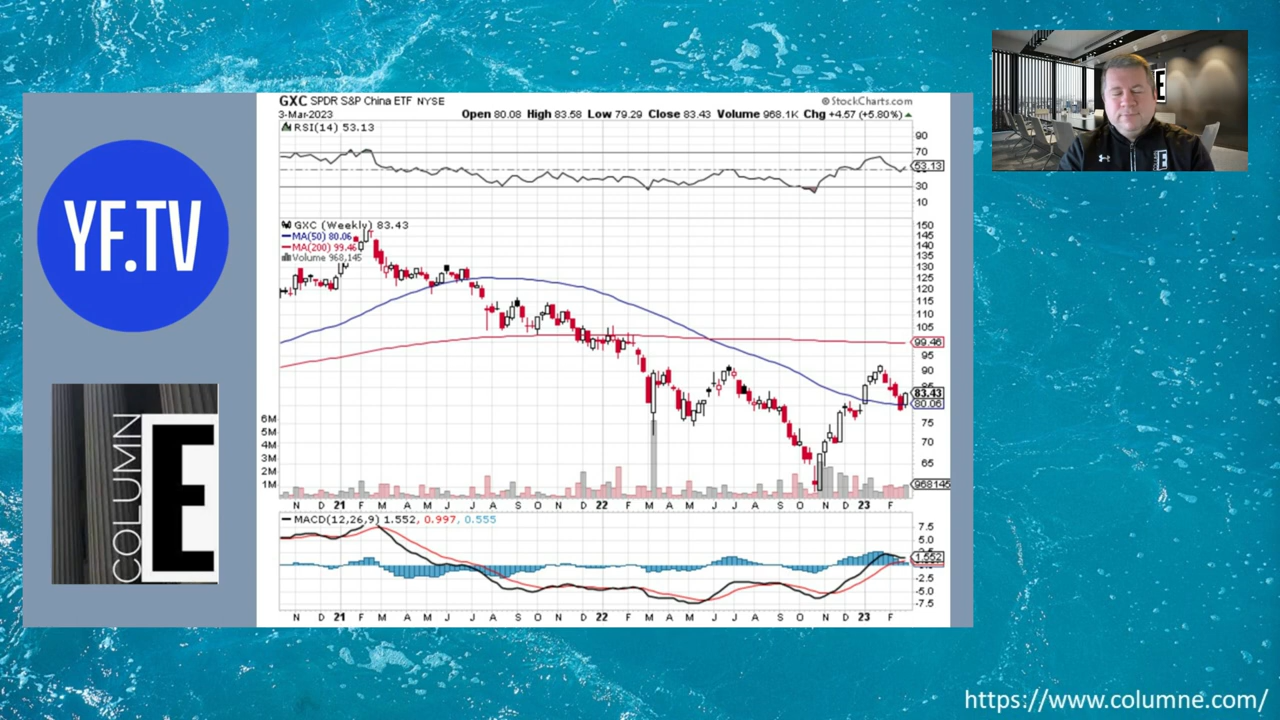 GXC SPDR S&P China ETF NYSE
© StockCharts.com
3-Mar-2023
Open 80.08 High 83.58 Low 79.29 Close 83.43 Volume 968.1K Chg +4.57 (+5.80%)
RSI(14) 53.13
90
70
53.13
30
10
YF.TV
GXC (Weekly) 83.43
MA(50) 80.06
MA(200) 99.46
Volume 968,145
150
145
140
135
130
125
120
115
110
105
99.46
95
90
85
83.43
80.06
75
70
65
968145
6M
5M
4M
3M
2M
1M
N D 21 F M A M J J A S O N D 22 F M A M J J A S O N D 23 F
COLUMN
E
MACD(12,26,9) 1.552, 0.997, 0.555
7.5
5.0
1.552
-2.5
-5.0
-7.5
N D 21 F M A M J J A S O N D 22 F M A M J J A S O N D 23 F
https://www.columne.com/